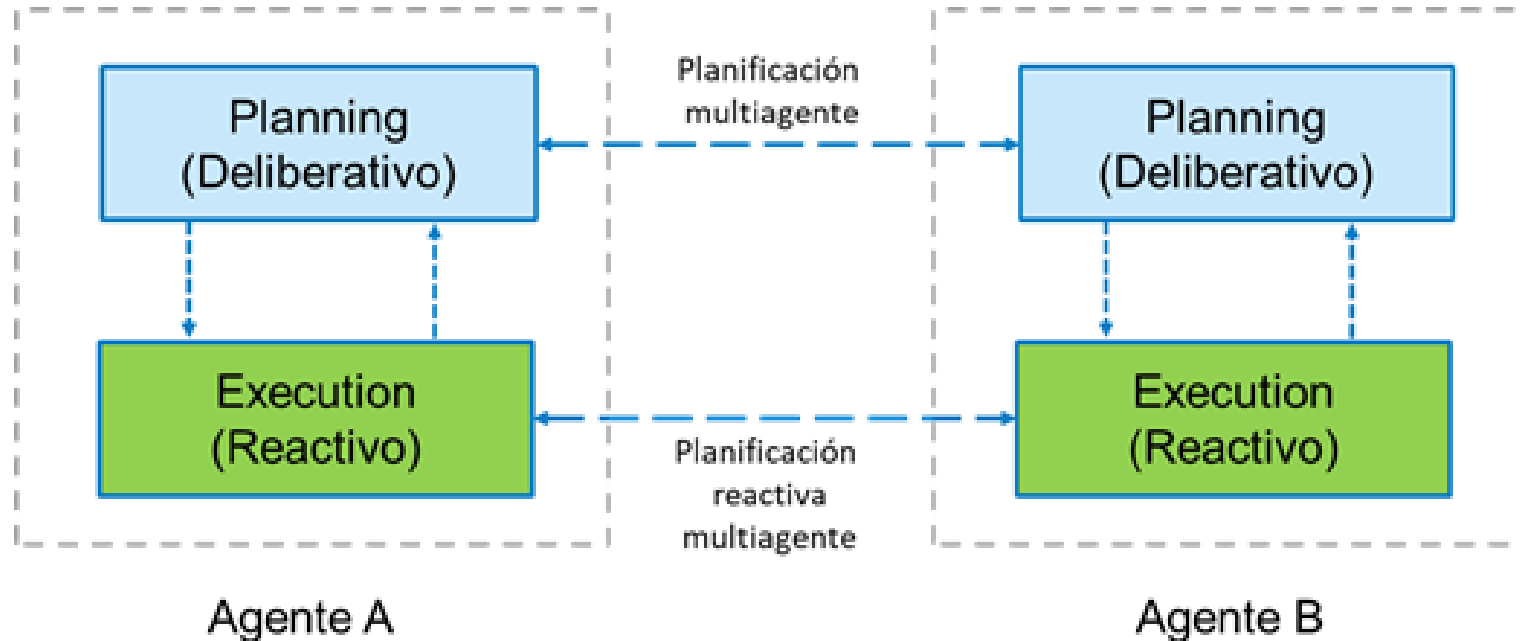 Planning
(Deliberativo)
Planificación
multiagente
Planning
(Deliberativo)
Execution
(Reactivo)
Planificación
reactiva
multiagente
Execution
(Reactivo)
Agente A
Agente B